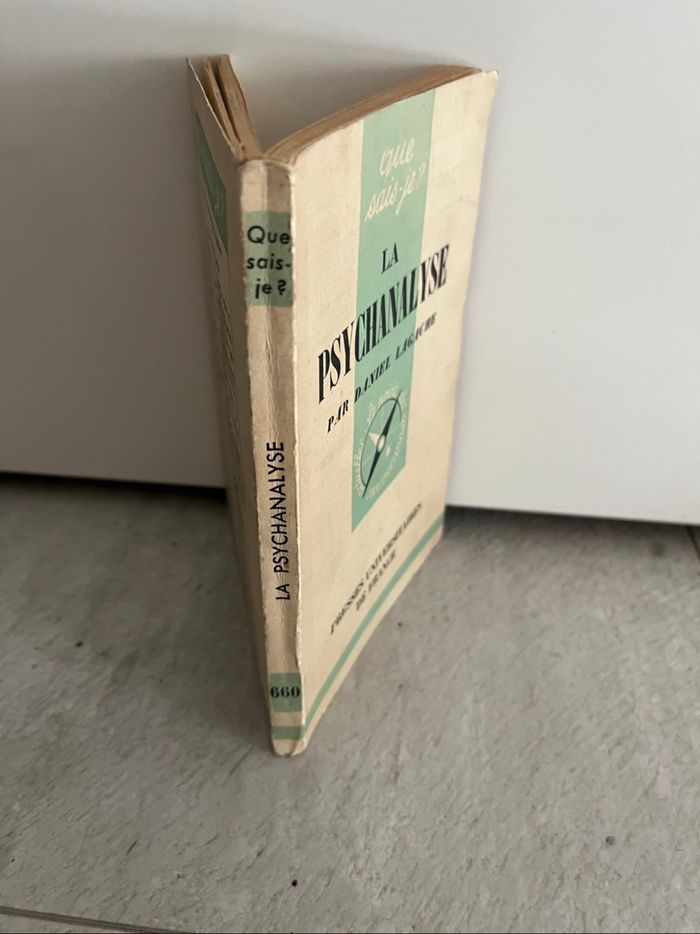 Que
sais-
je?
LA PSYCHANALYSE
660
que
sais-je?
LA
PSYCHANALYSE
PAR DANIEL LAGACHE
PRESSES UNIVERSITAIRES
DE FRANCE